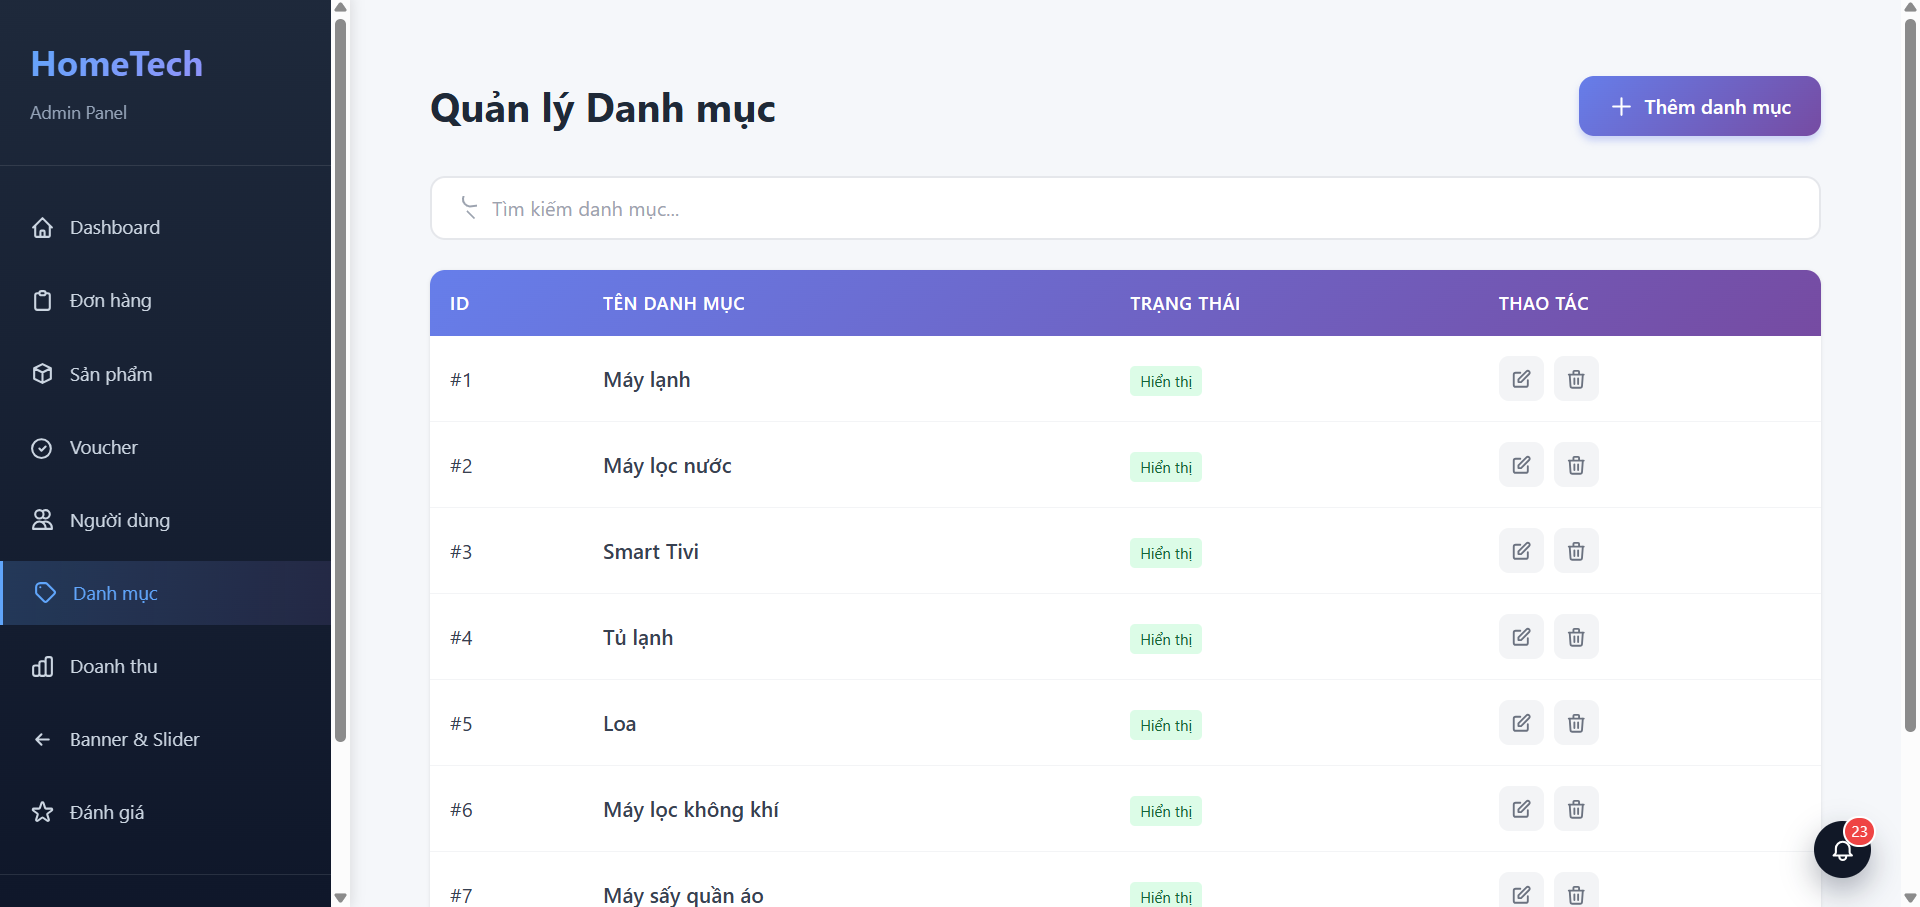 HomeTech
Admin Panel
Dashboard
Đơn hàng
Sản phẩm
Voucher
Người dùng
Danh mục
Doanh thu
Banner & Slider
Đánh giá
Quản lý Danh mục
Thêm danh mục
Tìm kiếm danh mục...
ID TÊN DANH MỤC TRẠNG THÁI THAO TÁC
#1 Máy lạnh Hiển thị
#2 Máy lọc nước Hiển thị
#3 Smart Tivi Hiển thị
#4 Tủ lạnh Hiển thị
#5 Loa Hiển thị
#6 Máy lọc không khí Hiển thị
23
#7 Máy sấy quần áo Hiển thị